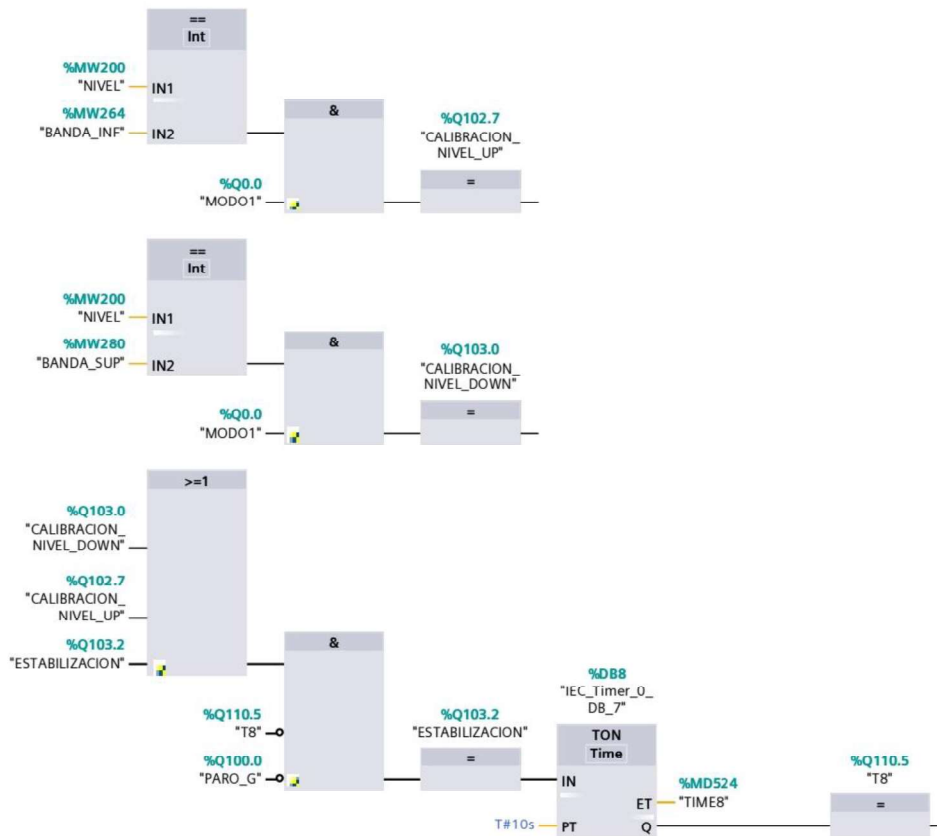 ==
Int
%MW200
"NIVEL"
IN1
%MW264
"BANDA_INF"
IN2
&
%Q102.7
"CALIBRACION_
NIVEL_UP"
=
%Q0.0
"MODO1"
==
Int
%MW200
"NIVEL"
IN1
%MW280
"BANDA_SUP"
IN2
&
%Q103.0
"CALIBRACION_
NIVEL_DOWN"
=
%Q0.0
"MODO1"
>=1
%Q103.0
"CALIBRACION_
NIVEL_DOWN"
%Q102.7
"CALIBRACION_
NIVEL_UP"
%Q103.2
"ESTABILIZACION"
&
%Q110.5
"T8"
%Q100.0
"PARO_G"
%Q103.2
"ESTABILIZACION"
=
%DB8
"IEC_Timer_0_
DB_7"
TON
Time
IN
ET
%MD524
"TIME8"
T#10s
PT
Q
%Q110.5
"T8"
=